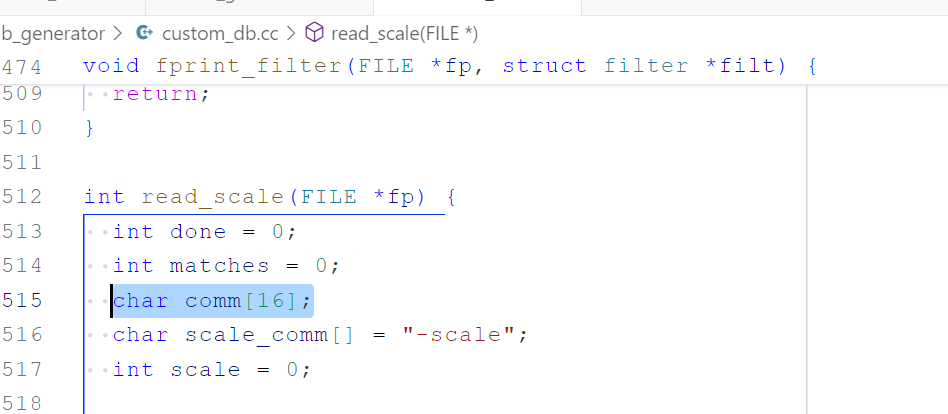 b_generator > custom_db.cc > read_scale(FILE *)
474 void fprint_filter(FILE *fp, struct filter *filt) {
509 return;
510 }
511
512 int read_scale(FILE *fp) {
513 int done = 0;
514 int matches = 0;
515 char comm[16];
516 char scale_comm[] = "-scale";
517 int scale = 0;
518